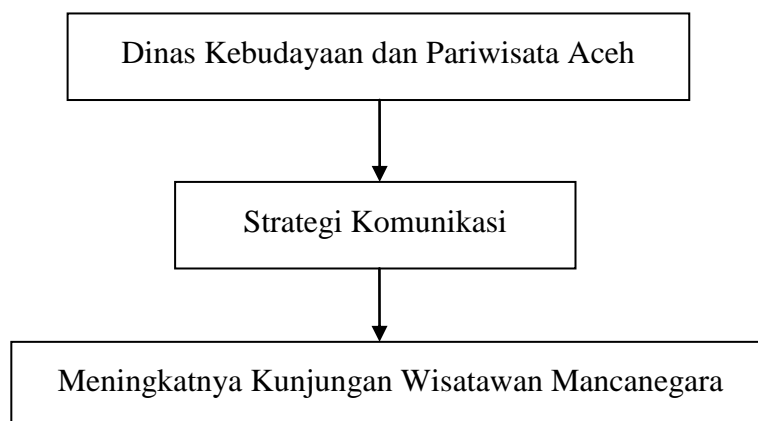 Dinas Kebudayaan dan Pariwisata Aceh
Strategi Komunikasi
Meningkatnya Kunjungan Wisatawan Mancanegara